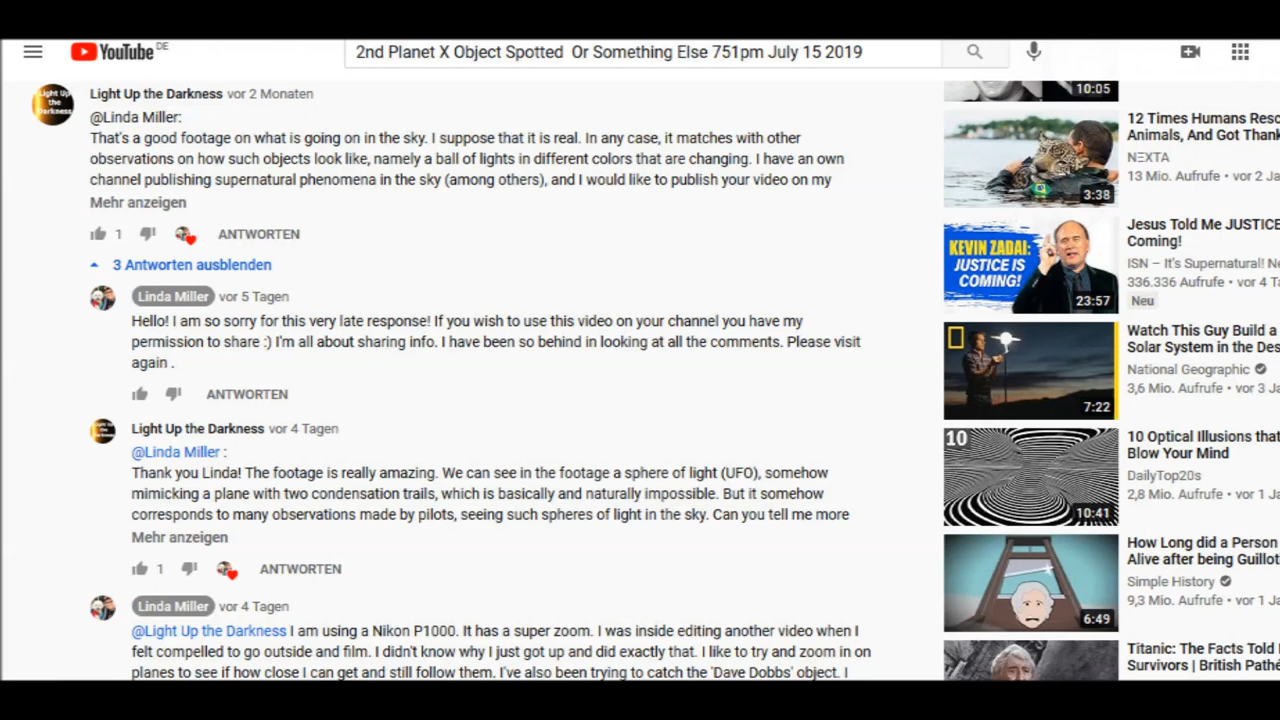 YouTube DE
2nd Planet X Object Spotted Or Something Else 751pm July 15 2019
Light Up the Darkness vor 2 Monaten
@Linda Miller:
That's a good footage on what is going on in the sky. I suppose that it is real. In any case, it matches with other
observations on how such objects look like, namely a ball of lights in different colors that are changing. I have an own
channel publishing supernatural phenomena in the sky (among others), and I would like to publish your video on my
Mehr anzeigen
1 ANTWORTEN
3 Antworten ausblenden
Linda Miller vor 5 Tagen
Hello! I am so sorry for this very late response! If you wish to use this video on your channel you have my
permission to share :) I'm all about sharing info. I have been so behind in looking at all the comments. Please visit
again .
ANTWORTEN
Light Up the Darkness vor 4 Tagen
@Linda Miller :
Thank you Linda! The footage is really amazing. We can see in the footage a sphere of light (UFO), somehow
mimicking a plane with two condensation trails, which is basically and naturally impossible. But it somehow
corresponds to many observations made by pilots, seeing such spheres of light in the sky. Can you tell me more
Mehr anzeigen
1 ANTWORTEN
Linda Miller vor 4 Tagen
@Light Up the Darkness I am using a Nikon P1000. It has a super zoom. I was inside editing another video when I
felt compelled to go outside and film. I didn't know why I just got up and did exactly that. I like to try and zoom in on
planes to see if how close I can get and still follow them. I've also been trying to catch the 'Dave Dobbs' object. I
Light Up
the
Darkness
10:05
12 Times Humans Resc
Animals, And Got Thank
NEXTA
13 Mio. Aufrufe • vor 2 Ja
3:38
Jesus Told Me JUSTICE
Coming!
ISN – It's Supernatural! Ne
336.336 Aufrufe • vor 4 Ta
Neu
KEVIN ZADAI:
JUSTICE IS
COMING!
23:57
Watch This Guy Build a
Solar System in the Des
National Geographic
3,6 Mio. Aufrufe • vor 3 Ja
7:22
10 Optical Illusions that
Blow Your Mind
DailyTop20s
2,8 Mio. Aufrufe • vor 1 Ja
10
10:41
How Long did a Person
Alive after being Guillot
Simple History
9,3 Mio. Aufrufe • vor 1 Ja
6:49
Titanic: The Facts Told
Survivors | British Pathé